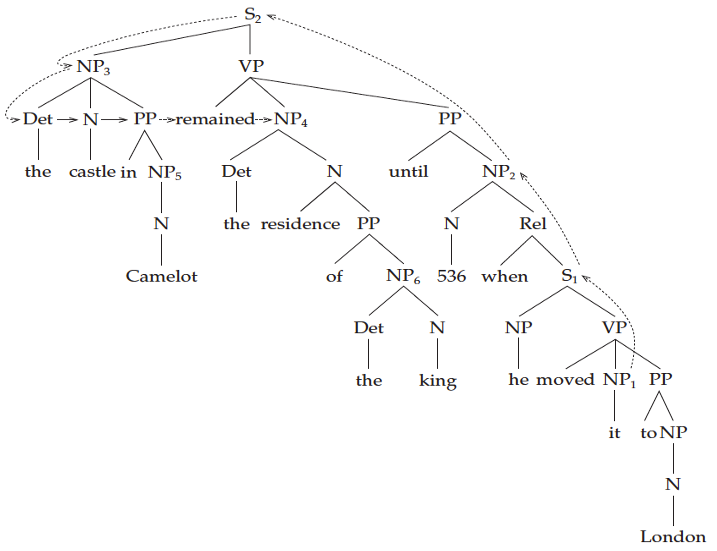 S2
NP3 VP
Det N PP remained NP4 PP
the castle in NP5 Det N until NP2
N the residence PP N Rel
Camelot of NP6 536 when S1
Det N NP VP
the king he moved NP1 PP
it to NP
N
London